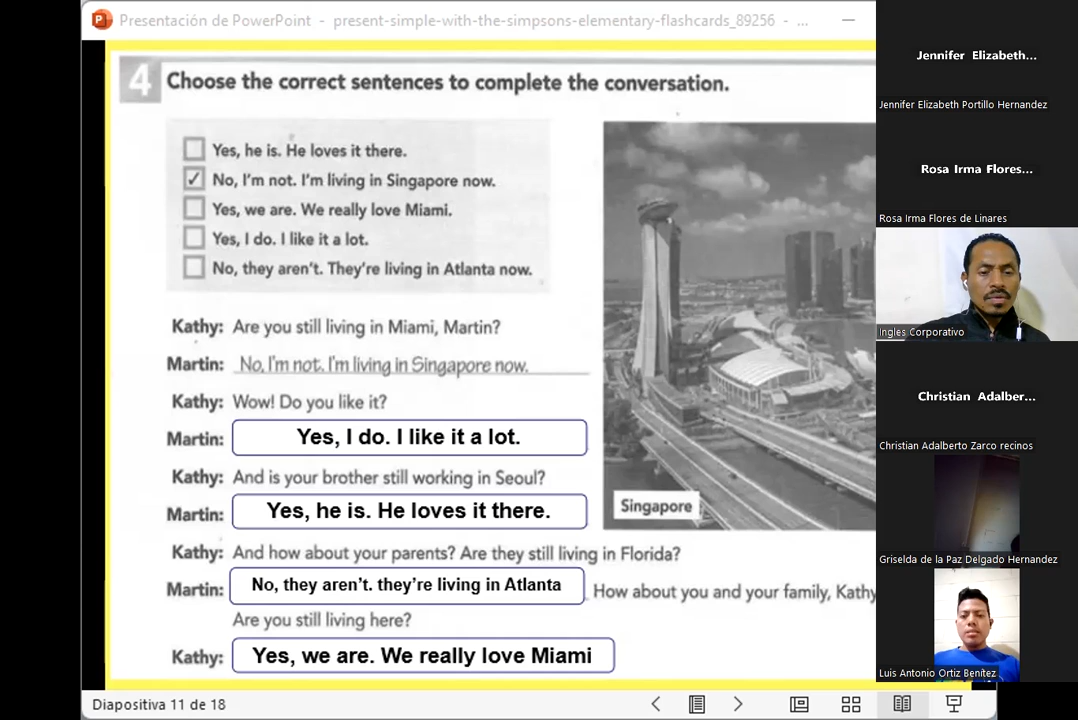 Presentación de PowerPoint - present-simple-with-the-simpsons-elementary-flashcards_89256 - ...
4 Choose the correct sentences to complete the conversation.
Yes, he is. He loves it there.
✓ No, I'm not. I'm living in Singapore now.
Yes, we are. We really love Miami.
Yes, I do. I like it a lot.
No, they aren't. They're living in Atlanta now.
Kathy: Are you still living in Miami, Martin?
Martin: No, I'm not. I'm living in Singapore now.
Kathy: Wow! Do you like it?
Martin: Yes, I do. I like it a lot.
Kathy: And is your brother still working in Seoul?
Martin: Yes, he is. He loves it there.
Kathy: And how about your parents? Are they still living in Florida?
Martin: No, they aren't. they're living in Atlanta . How about you and your family, Kathy
Are you still living here?
Kathy: Yes, we are. We really love Miami
Singapore
Diapositiva 11 de 18
Jennifer Elizabeth...
Jennifer Elizabeth Portillo Hernandez
Rosa Irma Flores...
Rosa Irma Flores de Linares
Ingles Corporativo
Christian Adalber...
Christian Adalberto Zarco recinos
Griselda de la Paz Delgado Hernandez
Luis Antonio Ortiz Benítez